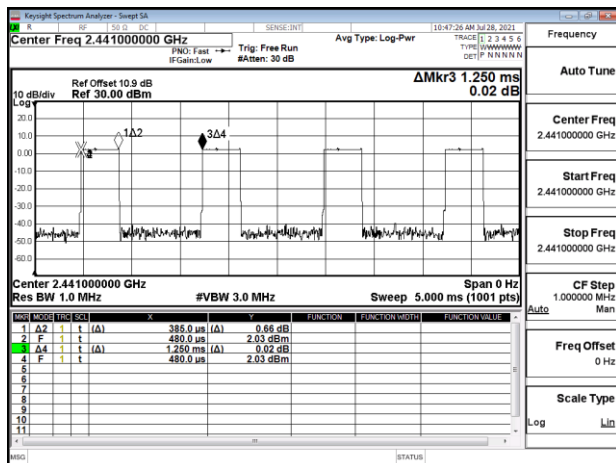 Keysight Spectrum Analyzer - Swept SA
R RF 50 Ω DC SENSE:INT 10:47:26 AM Jul 28, 2021
Center Freq 2.441000000 GHz
PNO: Fast
IFGain:Low
Trig: Free Run
#Atten: 30 dB
Avg Type: Log-Pwr
TRACE 1 2 3 4 5 6
TYPE WWWWWW
DET P N N N N N
Ref Offset 10.9 dB
Ref 30.00 dBm
10 dB/div
Log
ΔMkr3 1.250 ms
0.02 dB
20.0
10.0
0.00
-10.0
-20.0
-30.0
-40.0
-50.0
-60.0
1Δ2
3Δ4
Center 2.441000000 GHz
Res BW 1.0 MHz
#VBW 3.0 MHz
Span 0 Hz
Sweep 5.000 ms (1001 pts)
MKR MODE TRC SCL X Y FUNCTION FUNCTION WIDTH FUNCTION VALUE
1 Δ2 1 t (Δ) 385.0 µs (Δ) 0.66 dB
2 F 1 t 480.0 µs 2.03 dBm
3 Δ4 1 t (Δ) 1.250 ms (Δ) 0.02 dB
4 F 1 t 480.0 µs 2.03 dBm
5
6
7
8
9
10
11
MSG
STATUS
Frequency
Auto Tune
Center Freq
2.441000000 GHz
Start Freq
2.441000000 GHz
Stop Freq
2.441000000 GHz
CF Step
1.000000 MHz
Auto Man
Freq Offset
0 Hz
Scale Type
Log Lin